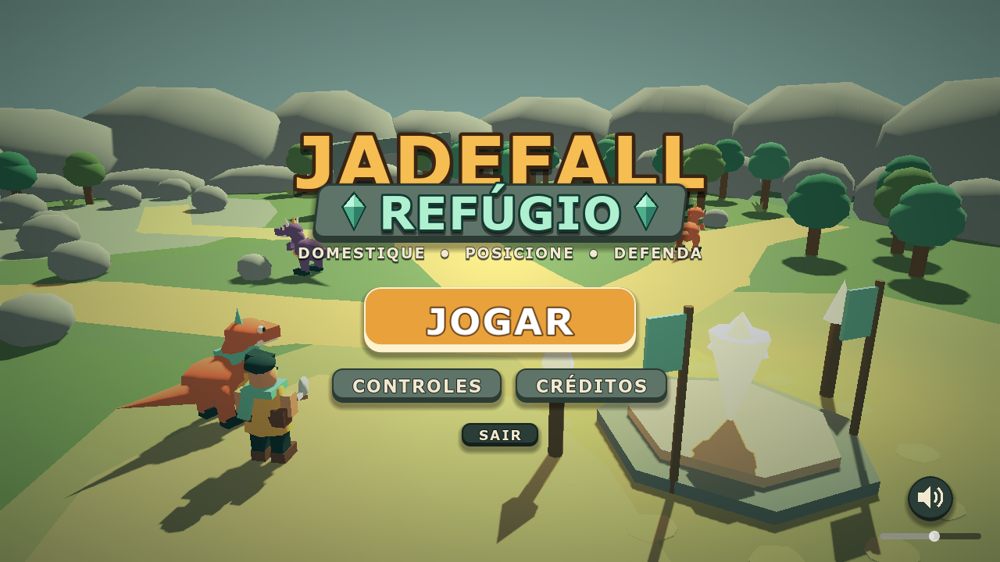 JADEFALL
REFÚGIO
DOMESTIQUE • POSICIONE • DEFENDA
JOGAR
CONTROLES
CRÉDITOS
SAIR